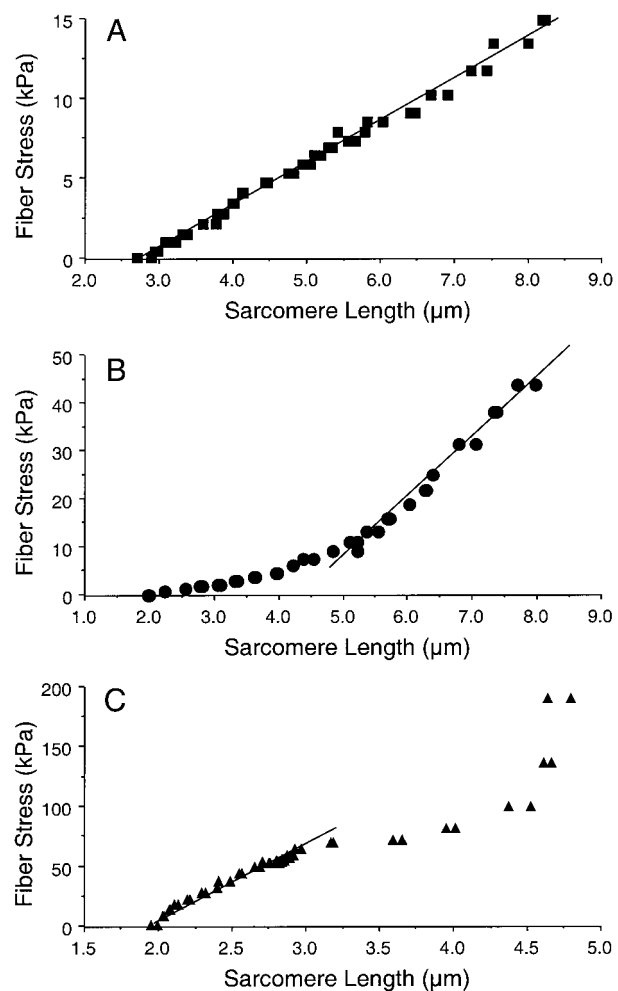 A
15
10
5
0
Fiber Stress (kPa)
2.0 3.0 4.0 5.0 6.0 7.0 8.0 9.0
Sarcomere Length (µm)
B
50
40
30
20
10
0
Fiber Stress (kPa)
1.0 2.0 3.0 4.0 5.0 6.0 7.0 8.0 9.0
Sarcomere Length (µm)
C
200
150
100
50
0
Fiber Stress (kPa)
1.5 2.0 2.5 3.0 3.5 4.0 4.5 5.0
Sarcomere Length (µm)